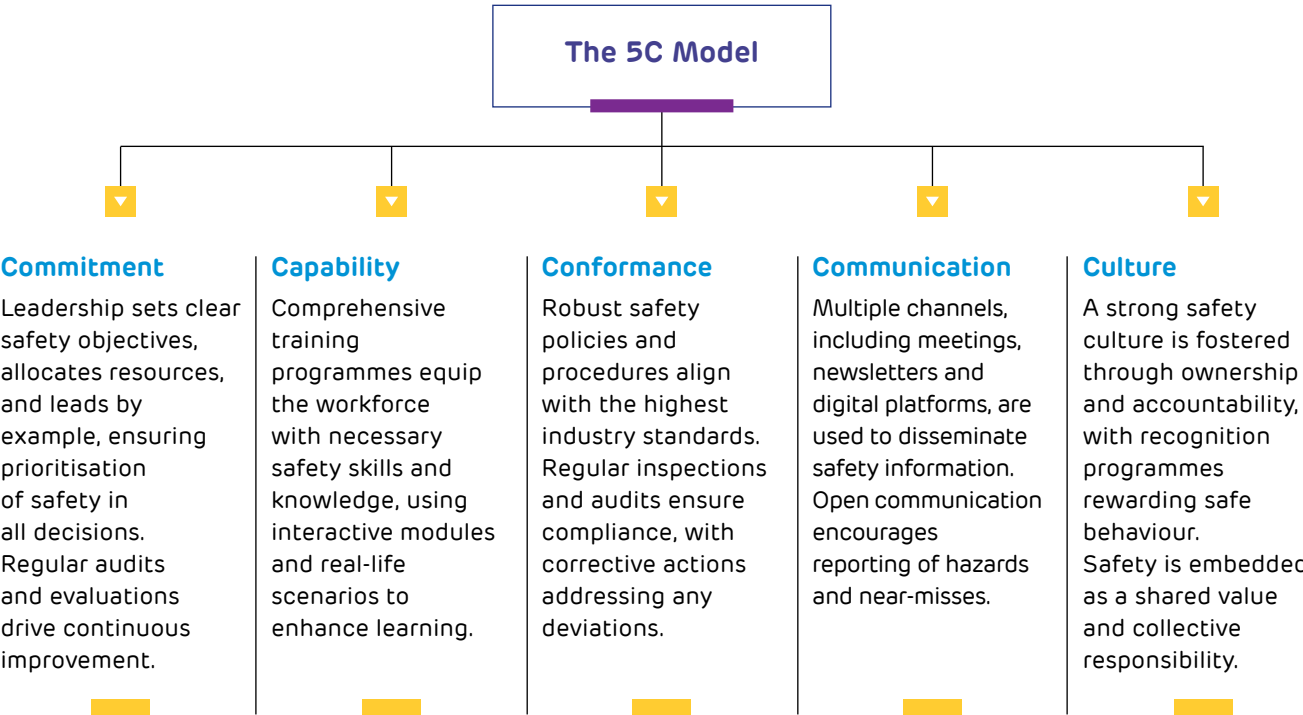 The 5C Model
Commitment
Leadership sets clear
safety objectives,
allocates resources,
and leads by
example, ensuring
prioritisation
of safety in
all decisions.
Regular audits
and evaluations
drive continuous
improvement.
Capability
Comprehensive
training
programmes equip
the workforce
with necessary
safety skills and
knowledge, using
interactive modules
and real-life
scenarios to
enhance learning.
Conformance
Robust safety
policies and
procedures align
with the highest
industry standards.
Regular inspections
and audits ensure
compliance, with
corrective actions
addressing any
deviations.
Communication
Multiple channels,
including meetings,
newsletters and
digital platforms, are
used to disseminate
safety information.
Open communication
encourages
reporting of hazards
and near-misses.
Culture
A strong safety
culture is fostered
through ownership
and accountability,
with recognition
programmes
rewarding safe
behaviour.
Safety is embedded
as a shared value
and collective
responsibility.